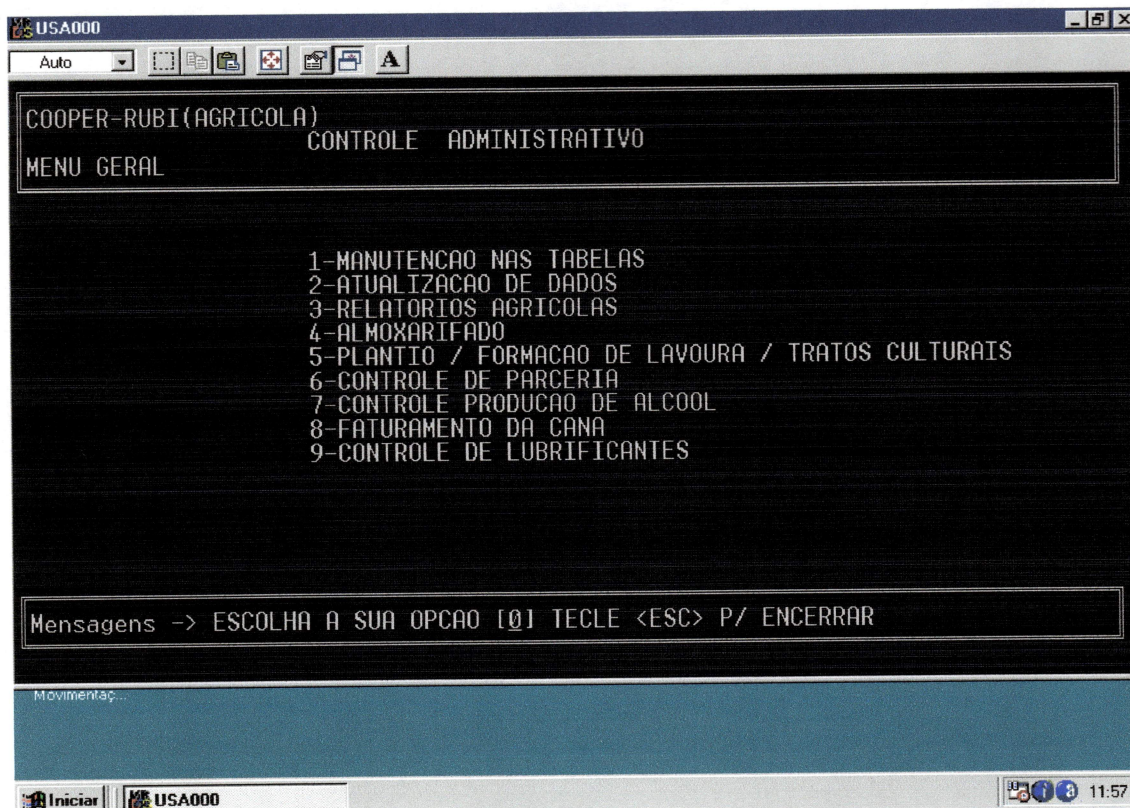 USA000
Auto
A
COOPER-RUBI(AGRICOLA)
CONTROLE ADMINISTRATIVO
MENU GERAL
1-MANUTENCAO NAS TABELAS
2-ATUALIZACAO DE DADOS
3-RELATORIOS AGRICOLAS
4-ALMOXARIFADO
5-PLANTIO / FORMACAO DE LAVOURA / TRATOS CULTURAIS
6-CONTROLE DE PARCERIA
7-CONTROLE PRODUCAO DE ALCOOL
8-FATURAMENTO DA CANA
9-CONTROLE DE LUBRIFICANTES
Mensagens -> ESCOLHA A SUA OPCAO [0] TECLE <ESC> P/ ENCERRAR
Movimentaç...
Iniciar USA000 11:57